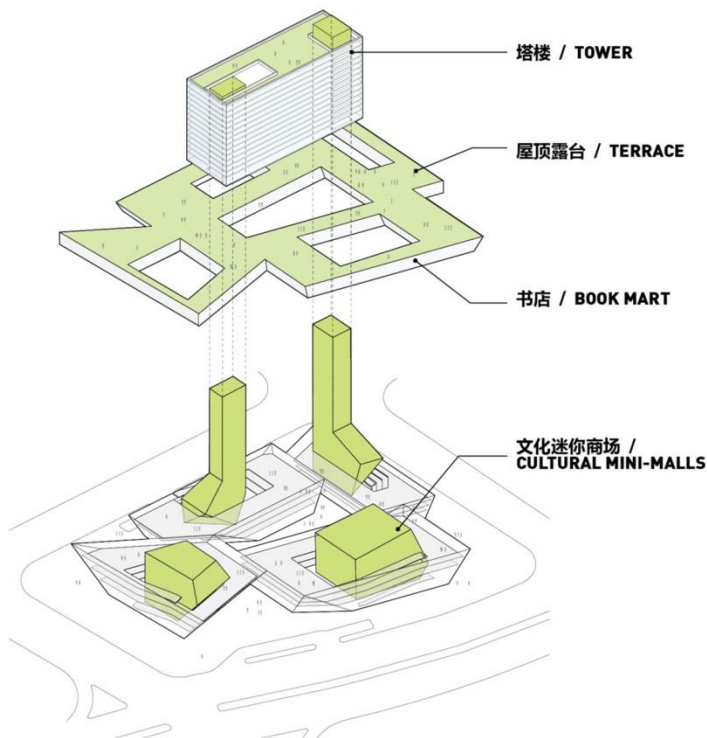 塔楼 / TOWER
屋顶露台 / TERRACE
书店 / BOOK MART
文化迷你商场 /
CULTURAL MINI-MALLS